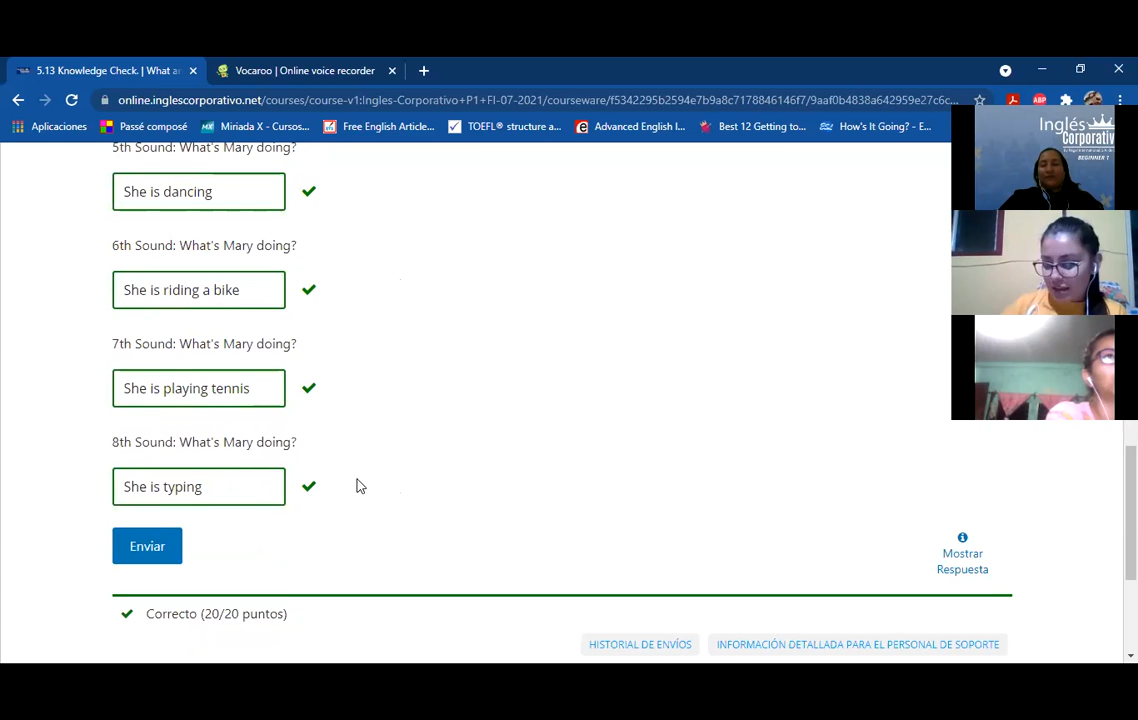 5.13 Knowledge Check. | What ar
Vocaroo | Online voice recorder
online.inglescorporativo.net/courses/course-v1:Ingles-Corporativo+P1+FI-07-2021/courseware/f5342295b2594e7b9a8c7178846146f7/9aaf0b4838a642959e27c6c...
Aplicaciones
Passé composé
Miriada X - Cursos...
Free English Article...
TOEFL® structure a...
Advanced English I...
Best 12 Getting to...
How's It Going? - E...
ABP
Inglés
Corporativ
BEGINNER 1
5th Sound: What's Mary doing?
She is dancing
6th Sound: What's Mary doing?
She is riding a bike
7th Sound: What's Mary doing?
She is playing tennis
8th Sound: What's Mary doing?
She is typing
Enviar
Mostrar
Respuesta
Correcto (20/20 puntos)
HISTORIAL DE ENVÍOS
INFORMACIÓN DETALLADA PARA EL PERSONAL DE SOPORTE